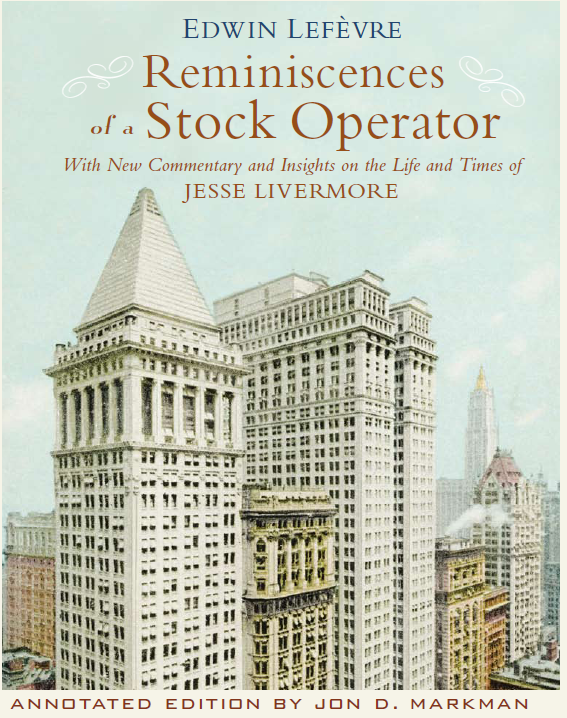 EDWIN LEFÈVRE
Reminiscences
of a Stock Operator
With New Commentary and Insights on the Life and Times of
JESSE LIVERMORE
ANNOTATED EDITION BY JON D. MARKMAN